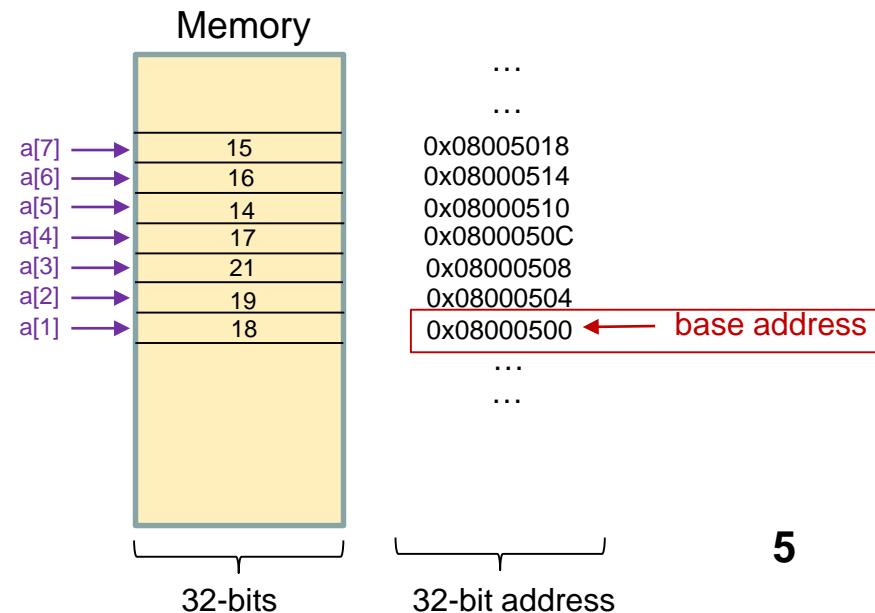 Memory
…
…
a[7] 15 0x08005018
a[6] 16 0x08000514
a[5] 14 0x08000510
a[4] 17 0x0800050C
a[3] 21 0x08000508
a[2] 19 0x08000504
a[1] 18 0x08000500 base address
…
…
5
32-bits 32-bit address